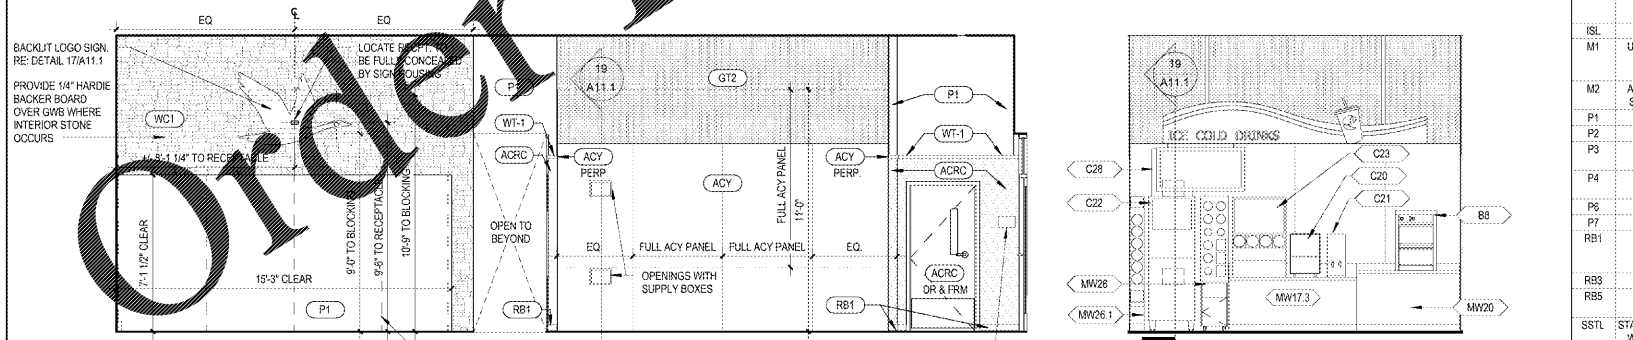 EQ
℄
EQ
BACKLIT LOGO SIGN.
RE: DETAIL 17/A11.1
PROVIDE 1/4" HARDIE
BACKER BOARD
OVER GWB WHERE
INTERIOR STONE
OCCURS
WC1
LOCATE RECPT. TO
BE FULLY CONCEALED
BY SIGN HOUSING
TO RECEPTACLE
7'-1 1/2" CLEAR
15'-3" CLEAR
9'-0" TO BLOCKING
9'-6" TO RECEPTACLE
10'-9" TO BLOCKING
P1
Order
P1
WT-1
ACRC
OPEN TO
BEYOND
RB1
19
A11.1
GT2
ACY
PERP.
ACY
FULL ACY PANEL
11'-0"
ACY
PERP.
EQ.
FULL ACY PANEL
FULL ACY PANEL
EQ.
OPENINGS WITH
SUPPLY BOXES
P1
WT-1
ACRC
ACRC
DR & FRM
RB1
19
A11.1
ICE COLD DRINKS
C28
C22
C23
C20
C21
B8
MW26
MW26.1
MW17.3
MW20
ISL
M1
M2
P1
P2
P3
P4
P6
P7
RB1
RB3
RB5
SSTL